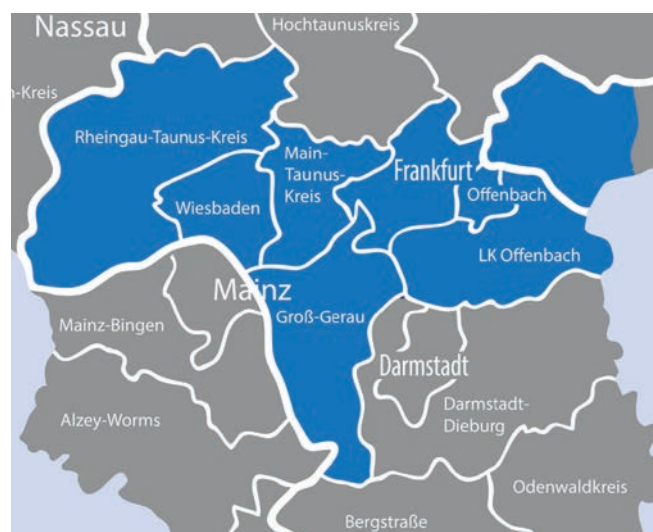 Nassau
Hochtaunuskreis
n-Kreis
Rheingau-Taunus-Kreis
Main-
Taunus-
Kreis
Frankfurt
Offenbach
Wiesbaden
LK Offenbach
Mainz
Groß-Gerau
Mainz-Bingen
Darmstadt
Alzey-Worms
Darmstadt-
Dieburg
Odenwaldkreis
Bergstraße